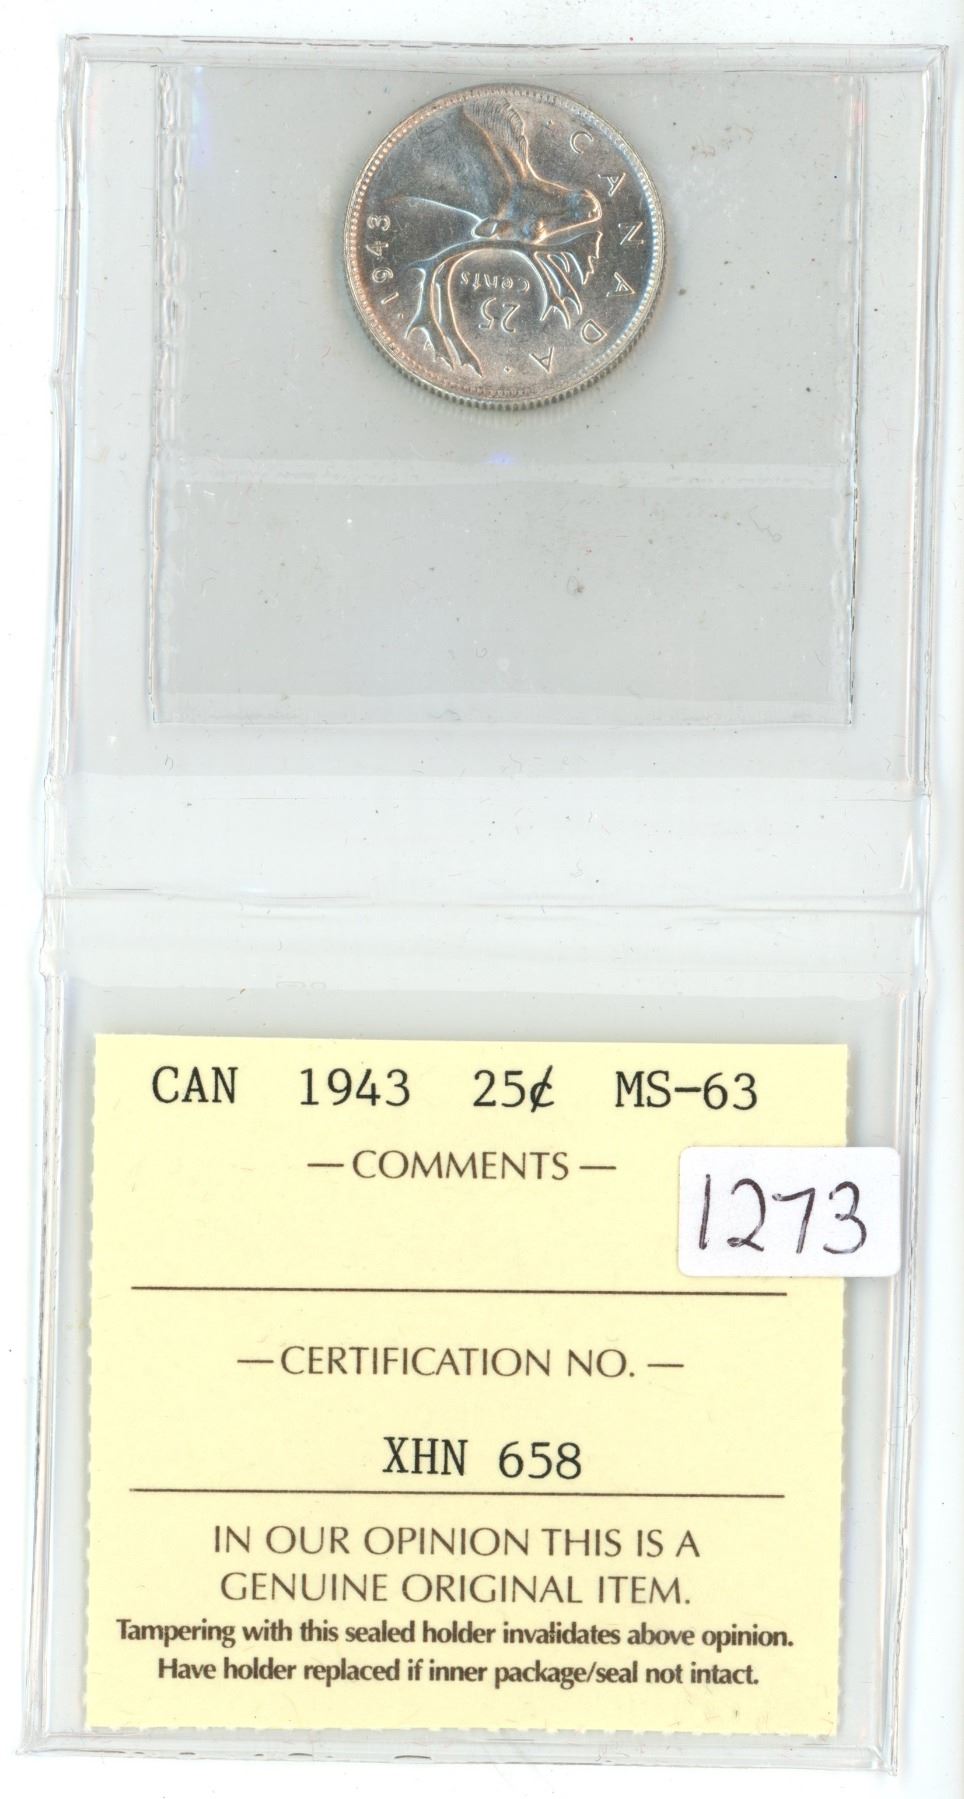 CANADA
1943
25
cents
CAN 1943 25¢ MS-63
—COMMENTS—
1273
—CERTIFICATION NO.—
XHN 658
IN OUR OPINION THIS IS A
GENUINE ORIGINAL ITEM.
Tampering with this sealed holder invalidates above opinion.
Have holder replaced if inner package/seal not intact.